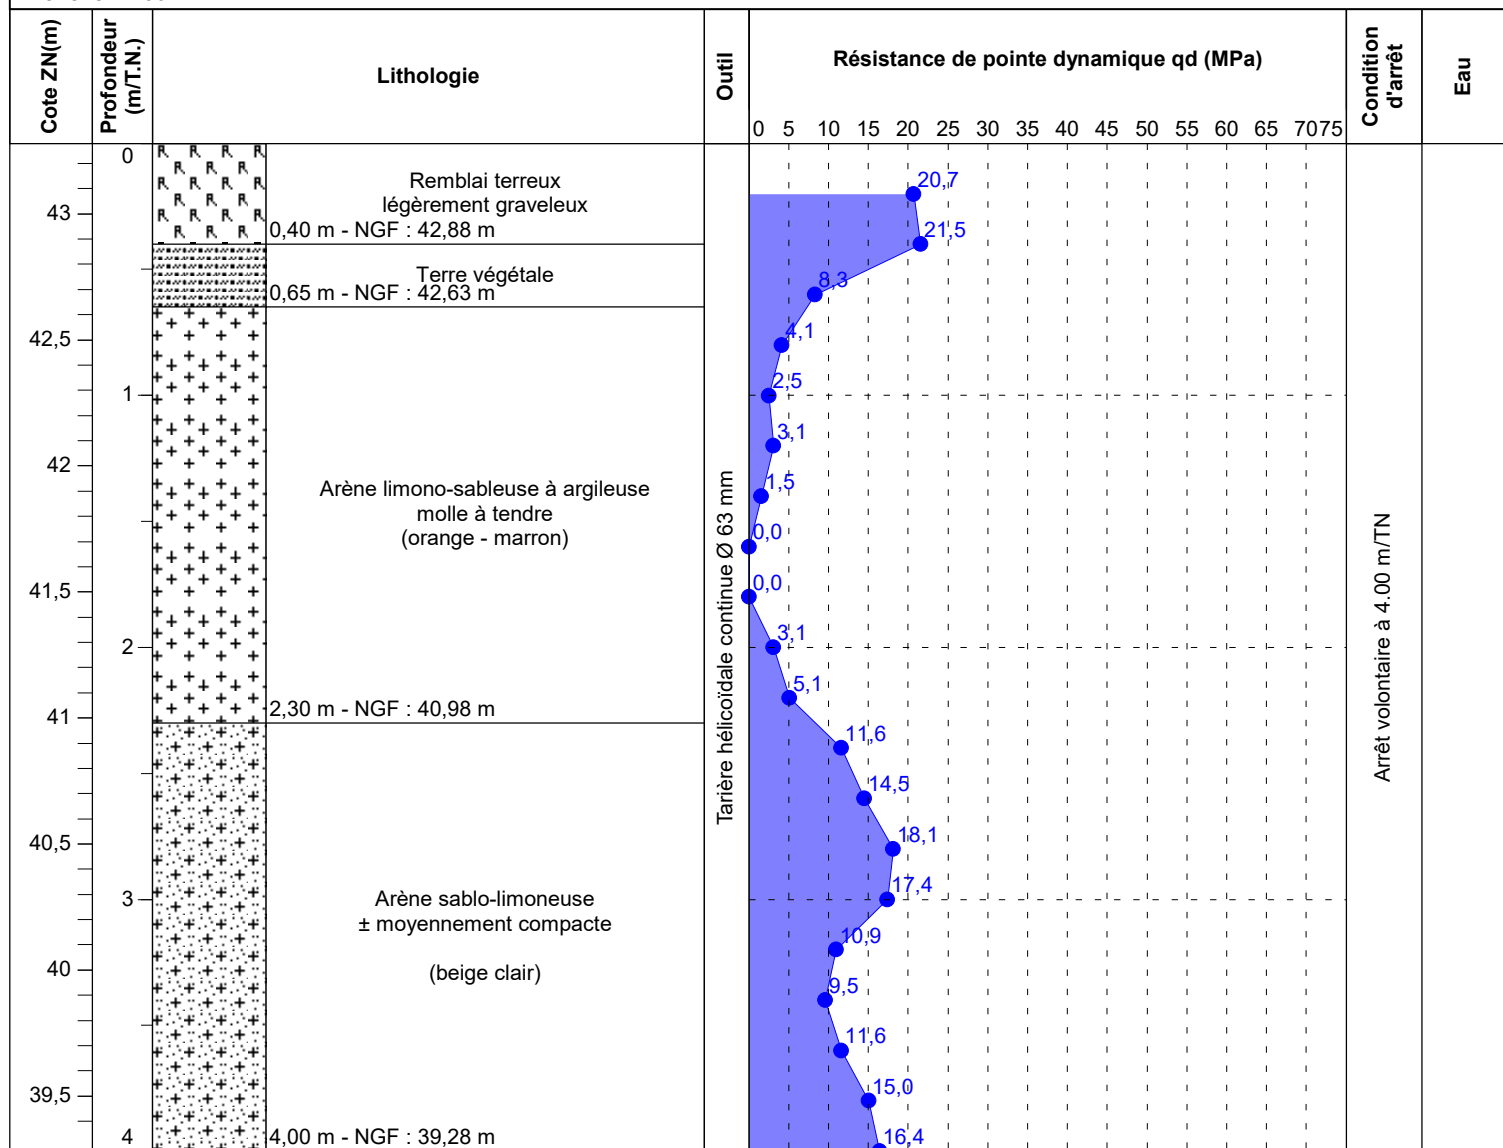 Cote ZN(m)
Profondeur
(m/T.N.)
Lithologie
Outil
Résistance de pointe dynamique qd (MPa)
Condition
d'arrêt
Eau
0 5 10 15 20 25 30 35 40 45 50 55 60 65 70 75
0
Remblai terreux
légèrement graveleux
0,40 m - NGF : 42,88 m
20,7
43
21,5
Terre végétale
0,65 m - NGF : 42,63 m
8,3
42,5
4,1
1
2,5
3,1
42
1,5
Arène limono-sableuse à argileuse
molle à tendre
(orange - marron)
0,0
41,5
0,0
2
3,1
5,1
2,30 m - NGF : 40,98 m
41
11,6
14,5
40,5
18,1
3
17,4
Arène sablo-limoneuse
± moyennement compacte
(beige clair)
10,9
40
9,5
11,6
39,5
15,0
4
4,00 m - NGF : 39,28 m
16,4
Tarière hélicoïdale continue Ø 63 mm
Arrêt volontaire à 4.00 m/TN